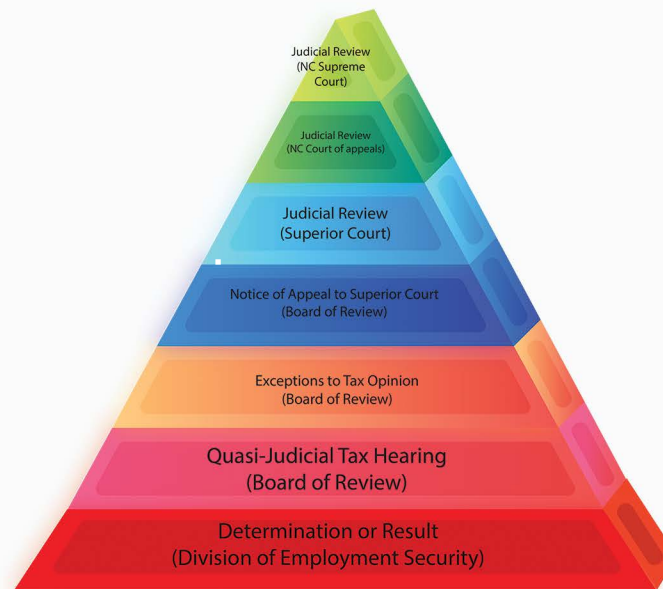 Judicial Review
(NC Supreme
Court)
Judicial Review
(NC Court of appeals)
Judicial Review
(Superior Court)
Notice of Appeal to Superior Court
(Board of Review)
Exceptions to Tax Opinion
(Board of Review)
Quasi-Judicial Tax Hearing
(Board of Review)
Determination or Result
(Division of Employment Security)